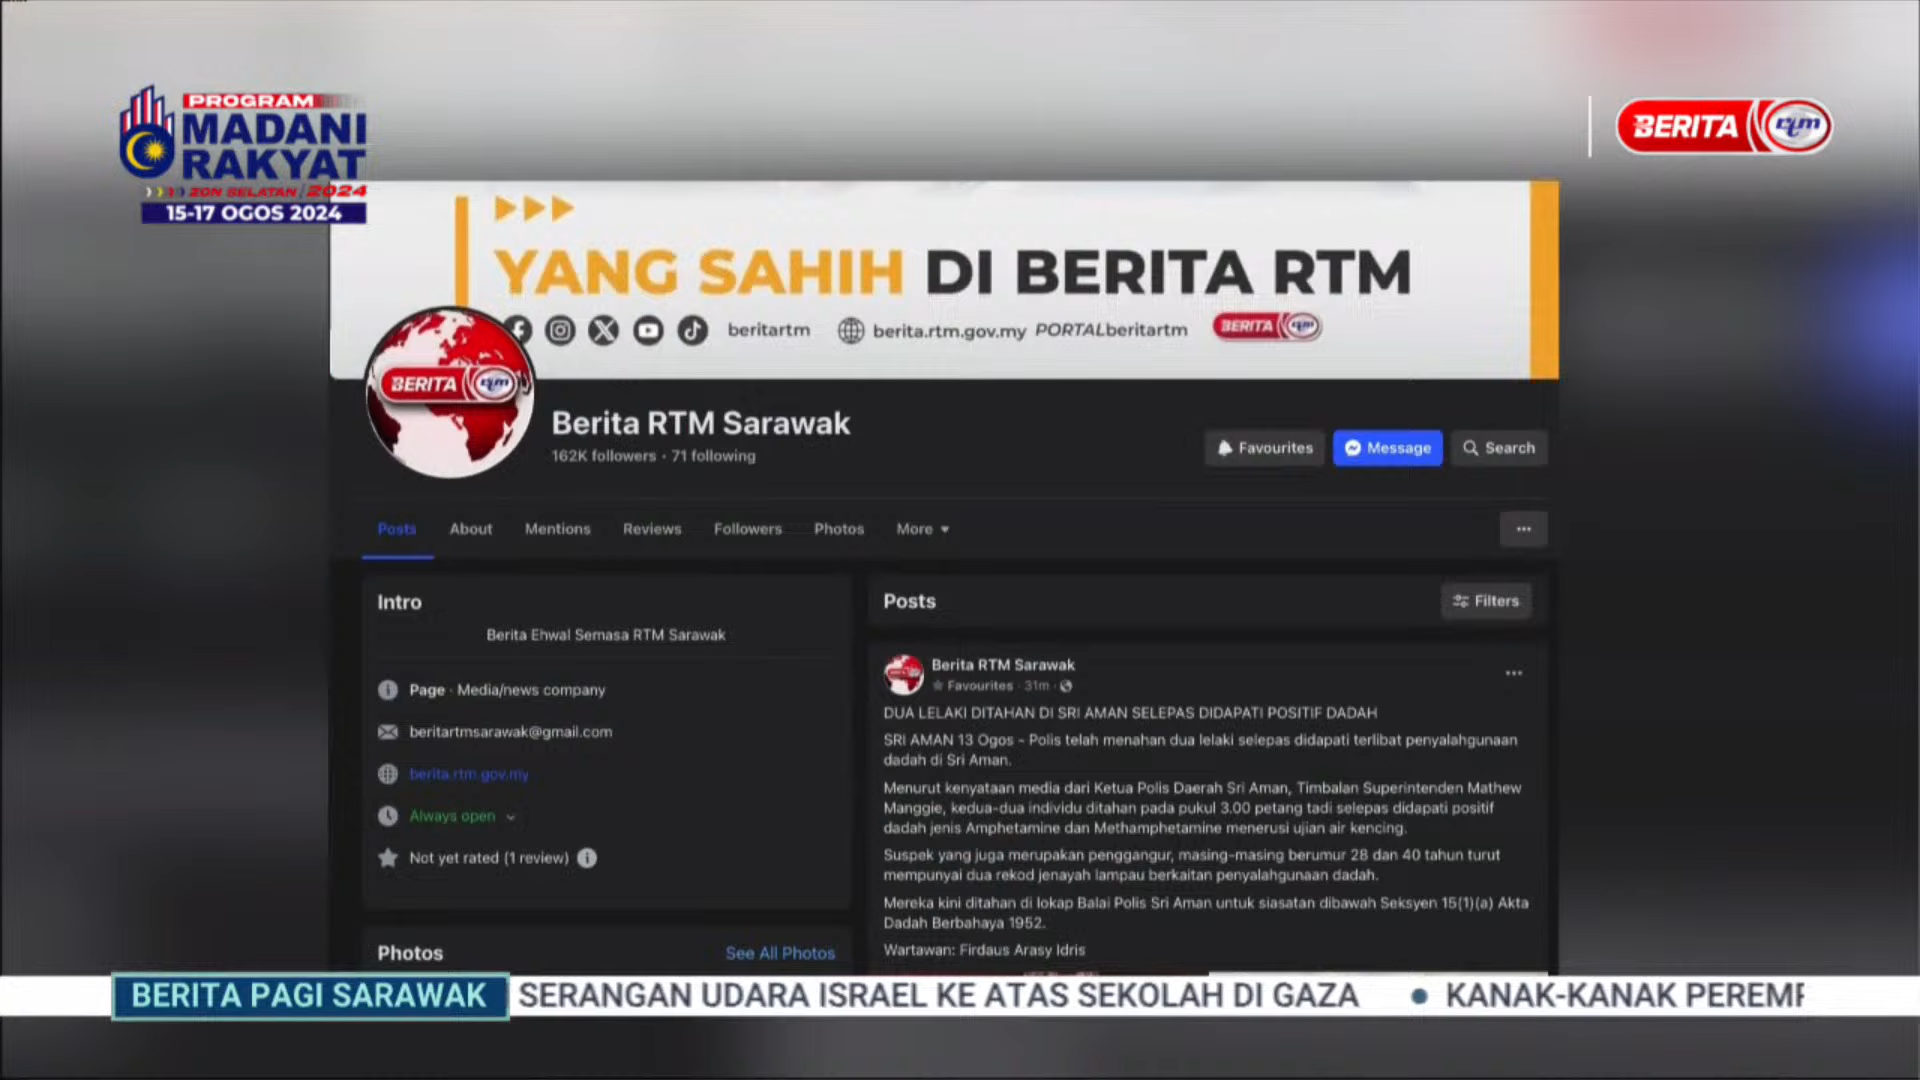 PROGRAM
MADANI
RAKYAT
ZON SELATAN/2024
15-17 OGOS 2024
BERITA rtm
YANG SAHIH DI BERITA RTM
beritartm berita.rtm.gov.my PORTALberitartm BERITA rtm
BERITA rtm
Berita RTM Sarawak
162K followers · 71 following
Favourites Message Search
Posts About Mentions Reviews Followers Photos More
Intro
Berita Ehwal Semasa RTM Sarawak
Page · Media/news company
beritartmsarawak@gmail.com
berita.rtm.gov.my
Always open
Not yet rated (1 review)
Photos See All Photos
Posts Filters
Berita RTM Sarawak
Favourites · 31m ·
DUA LELAKI DITAHAN DI SRI AMAN SELEPAS DIDAPATI POSITIF DADAH
SRI AMAN 13 Ogos - Polis telah menahan dua lelaki selepas didapati terlibat penyalahgunaan
dadah di Sri Aman.
Menurut kenyataan media dari Ketua Polis Daerah Sri Aman, Timbalan Superintenden Mathew
Manggie, kedua-dua individu ditahan pada pukul 3.00 petang tadi selepas didapati positif
dadah jenis Amphetamine dan Methamphetamine menerusi ujian air kencing.
Suspek yang juga merupakan penggangur, masing-masing berumur 28 dan 40 tahun turut
mempunyai dua rekod jenayah lampau berkaitan penyalahgunaan dadah.
Mereka kini ditahan di lokap Balai Polis Sri Aman untuk siasatan dibawah Seksyen 15(1)(a) Akta
Dadah Berbahaya 1952.
Wartawan: Firdaus Arasy Idris
BERITA PAGI SARAWAK SERANGAN UDARA ISRAEL KE ATAS SEKOLAH DI GAZA • KANAK-KANAK